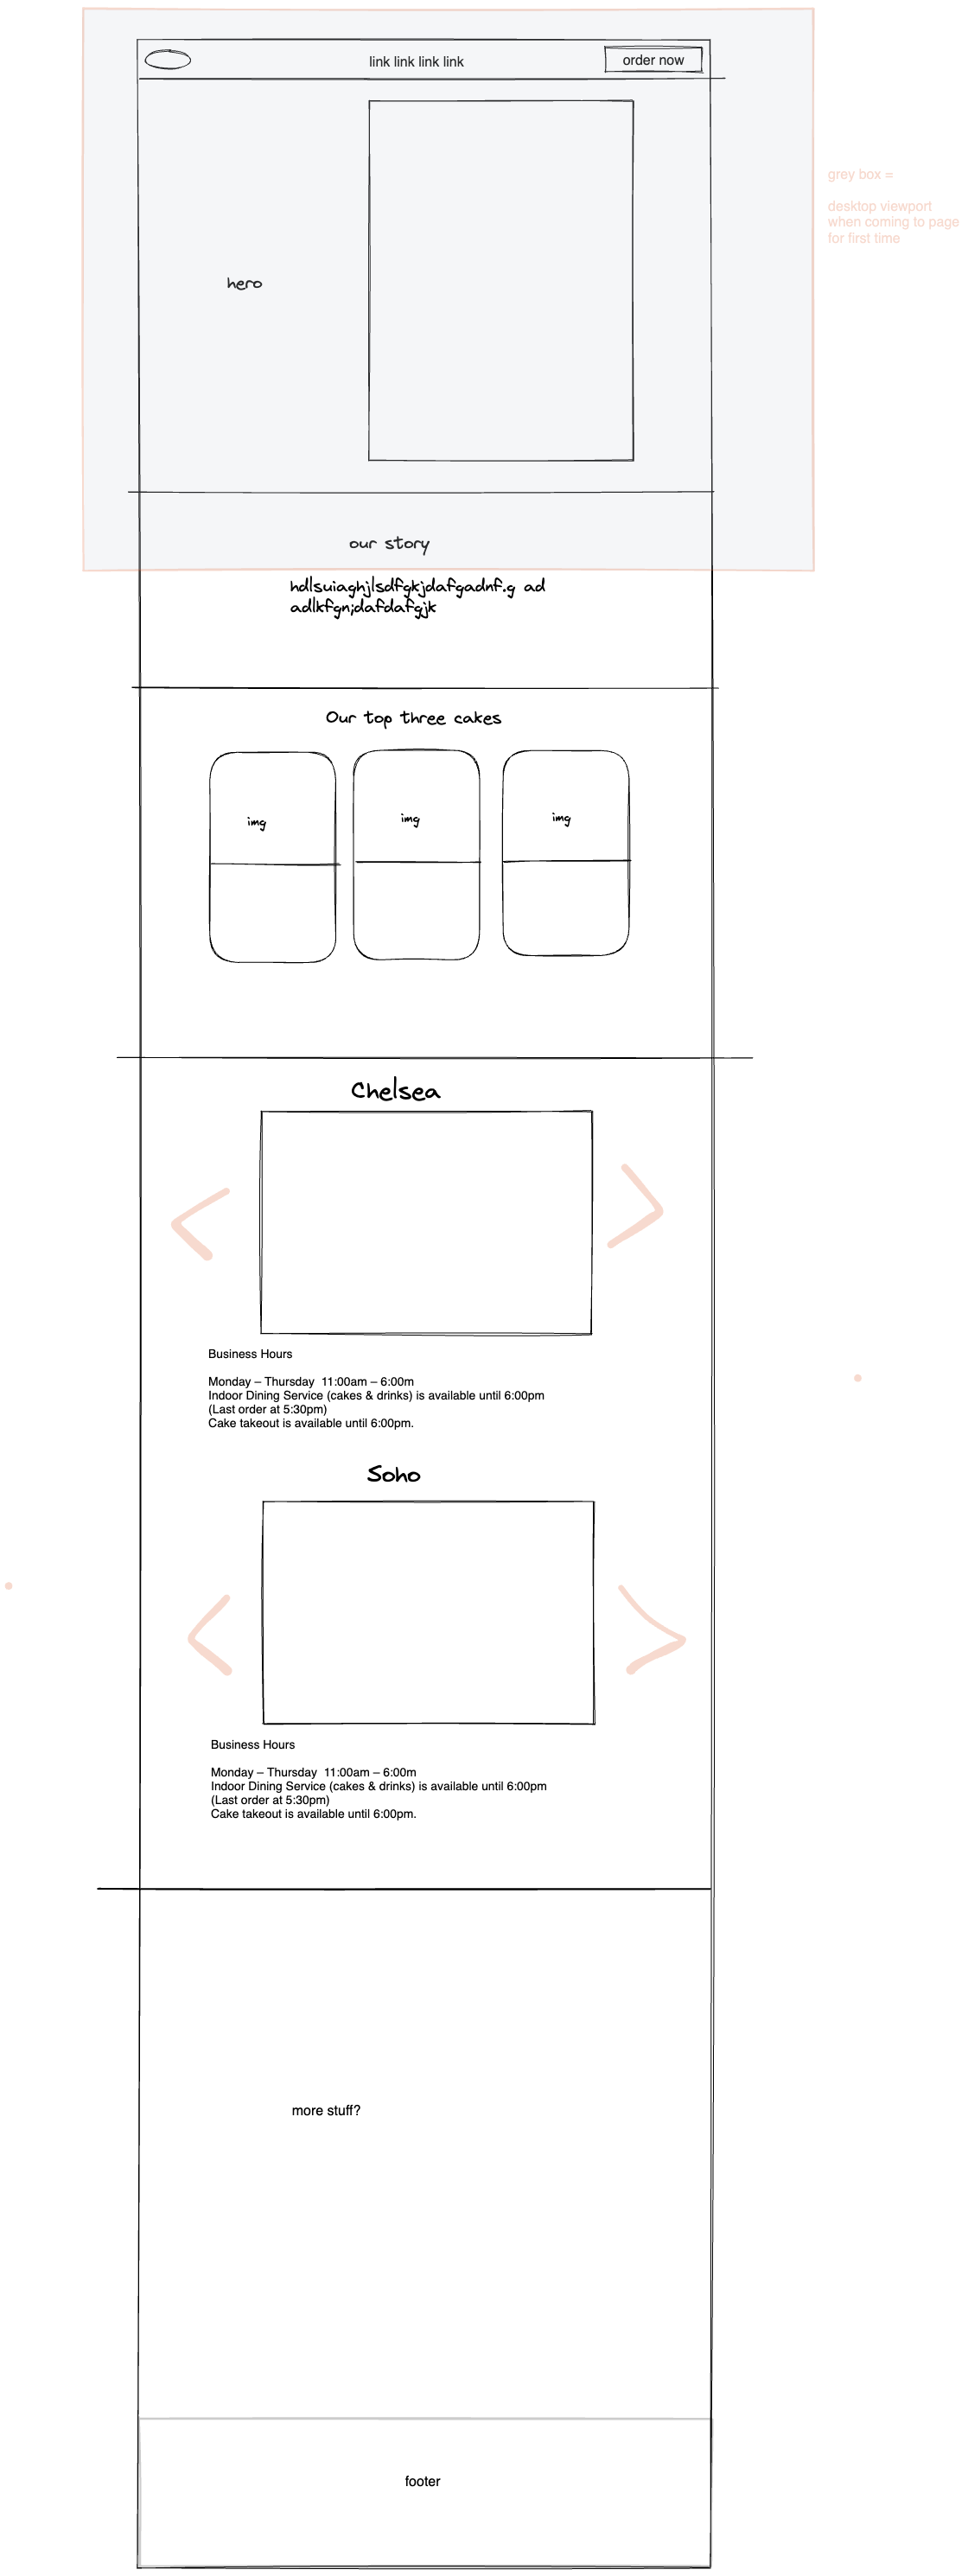 link link link link
order now
grey box =
desktop viewport
when coming to page
for first time
hero
our story
hdlsuiaghjlsdfgkjdafgadnf.g ad
adlkfgn;dafdafgjk
Our top three cakes
img
img
img
Chelsea
Business Hours
Monday – Thursday 11:00am – 6:00m
Indoor Dining Service (cakes & drinks) is available until 6:00pm
(Last order at 5:30pm)
Cake takeout is available until 6:00pm.
Soho
Business Hours
Monday – Thursday 11:00am – 6:00m
Indoor Dining Service (cakes & drinks) is available until 6:00pm
(Last order at 5:30pm)
Cake takeout is available until 6:00pm.
more stuff?
footer